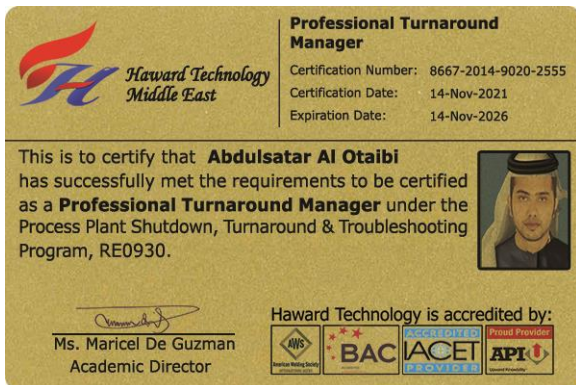 Haward Technology
Middle East
Professional Turnaround
Manager
Certification Number: 8667-2014-9020-2555
Certification Date: 14-Nov-2021
Expiration Date: 14-Nov-2026
This is to certify that Abdulsatar Al Otaibi
has successfully met the requirements to be certified
as a Professional Turnaround Manager under the
Process Plant Shutdown, Turnaround & Troubleshooting
Program, RE0930.
Ms. Maricel De Guzman
Academic Director
Haward Technology is accredited by:
AWS
American Welding Society
BAC
ACCREDITED
IACET
PROVIDER
Proud Provider
API